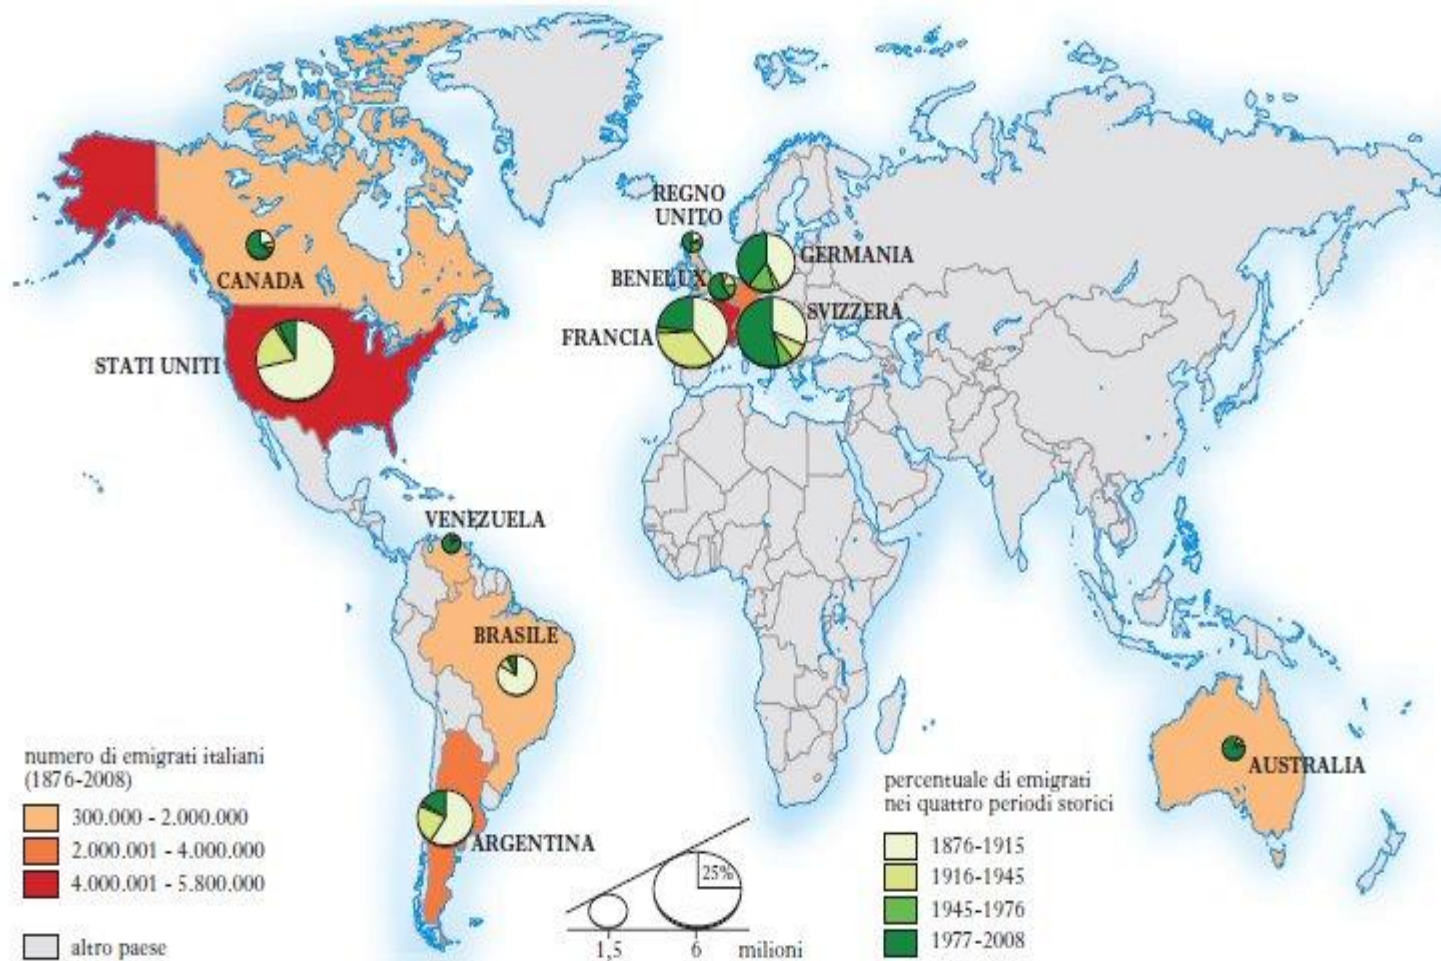 REGNO
UNITO
GERMANIA
CANADA
BENELUX
SVIZZERA
FRANCIA
STATI UNITI
VENEZUELA
BRASILE
AUSTRALIA
ARGENTINA
numero di emigrati italiani
(1876-2008)
300.000 - 2.000.000
2.000.001 - 4.000.000
4.000.001 - 5.800.000
altro paese
25%
1,5
6
milioni
percentuale di emigrati
nei quattro periodi storici
1876-1915
1916-1945
1945-1976
1977-2008